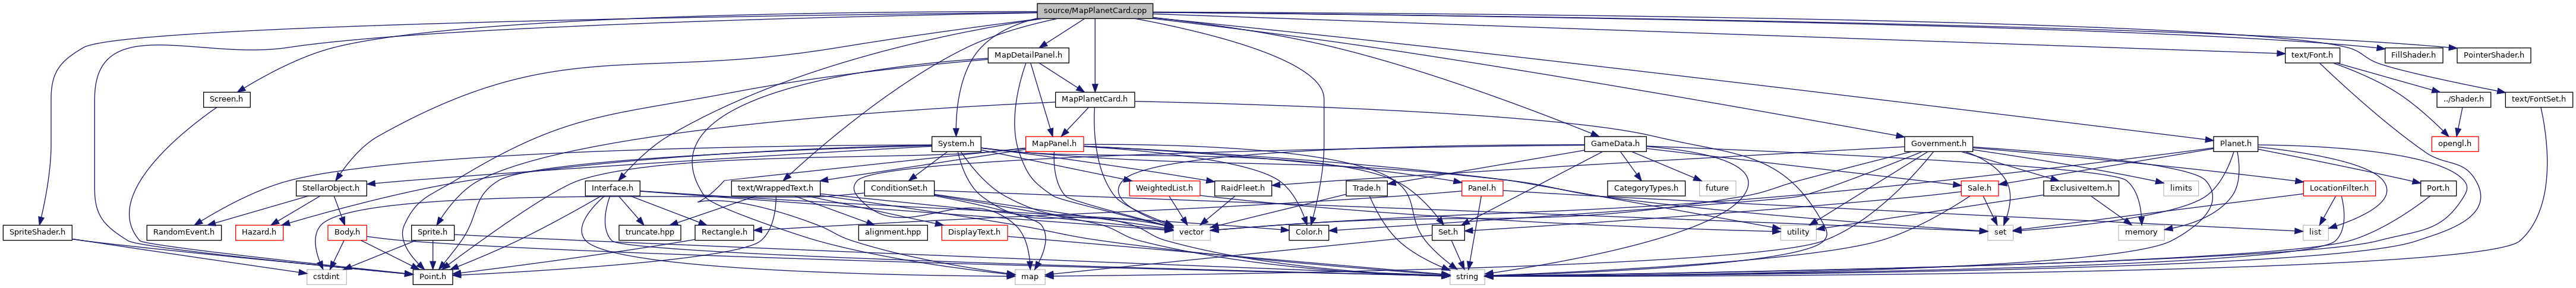 source/MapPlanetCard.cpp
MapDetailPanel.h
text/Font.h
FillShader.h
PointerShader.h
Screen.h
MapPlanetCard.h
../Shader.h
text/FontSet.h
System.h
MapPanel.h
GameData.h
Government.h
Planet.h
opengl.h
StellarObject.h
Interface.h
text/WrappedText.h
ConditionSet.h
WeightedList.h
RaidFleet.h
Trade.h
Panel.h
CategoryTypes.h
future
Sale.h
ExclusiveItem.h
limits
LocationFilter.h
Port.h
SpriteShader.h
RandomEvent.h
Hazard.h
Body.h
Sprite.h
truncate.hpp
Rectangle.h
alignment.hpp
DisplayText.h
vector
Color.h
Set.h
utility
set
memory
list
cstdint
Point.h
map
string